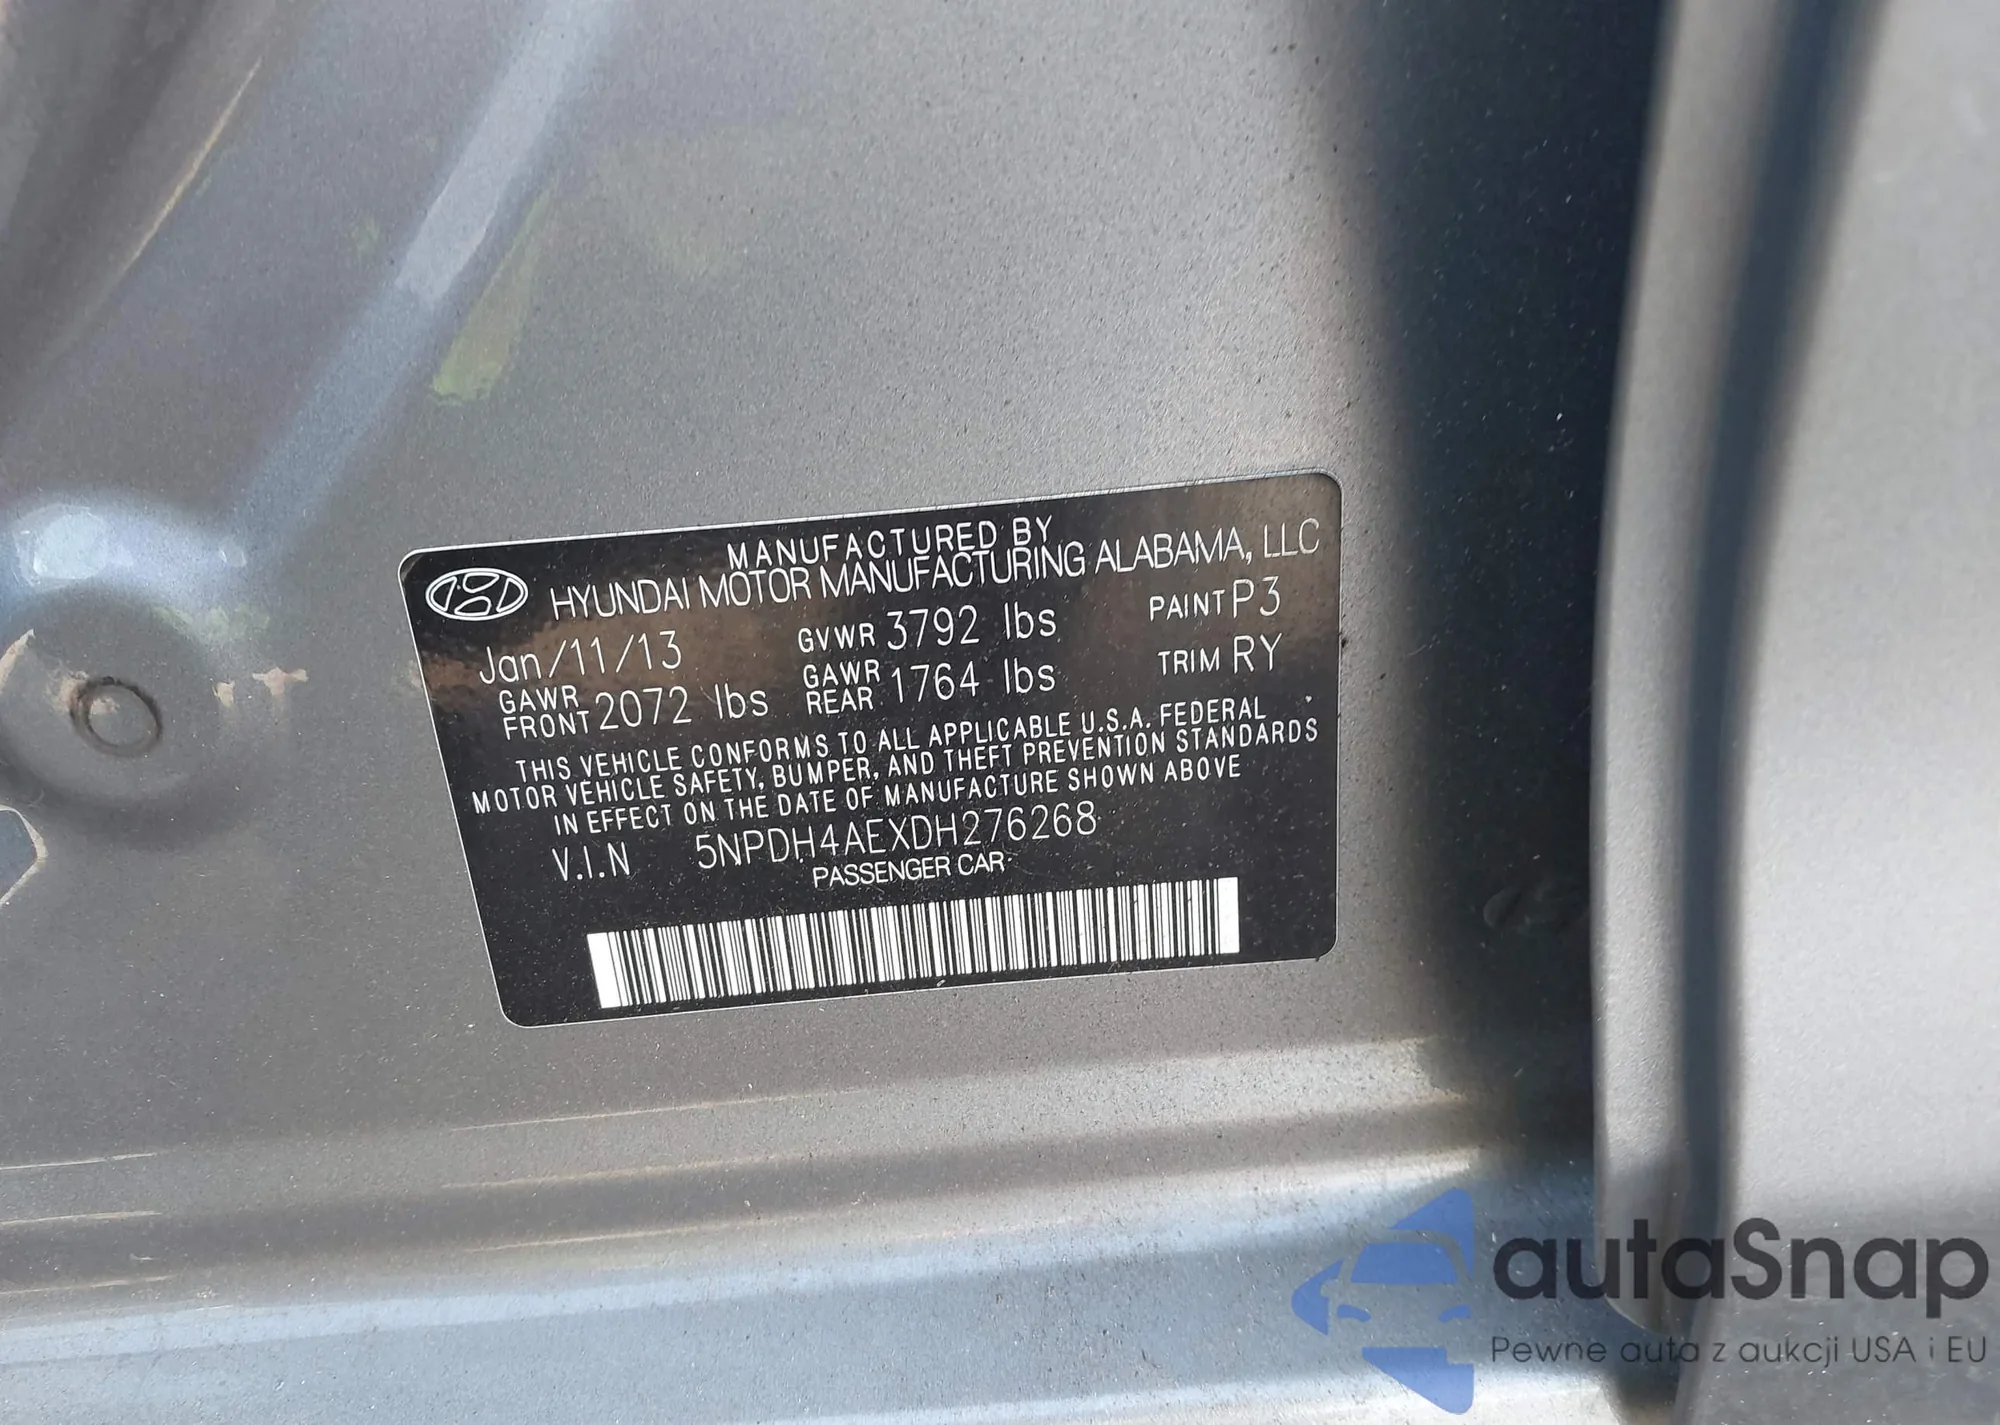 MANUFACTURED BY
HYUNDAI MOTOR MANUFACTURING ALABAMA, LLC
Jan/11/13 GVWR 3792 lbs PAINT P3
GAWR FRONT 2072 lbs GAWR REAR 1764 lbs TRIM RY
THIS VEHICLE CONFORMS TO ALL APPLICABLE U.S.A. FEDERAL
MOTOR VEHICLE SAFETY, BUMPER, AND THEFT PREVENTION STANDARDS
IN EFFECT ON THE DATE OF MANUFACTURE SHOWN ABOVE
V.I.N 5NPDH4AEXDH276268
PASSENGER CAR
autaSnap
Pewne auta z aukcji USA i EU